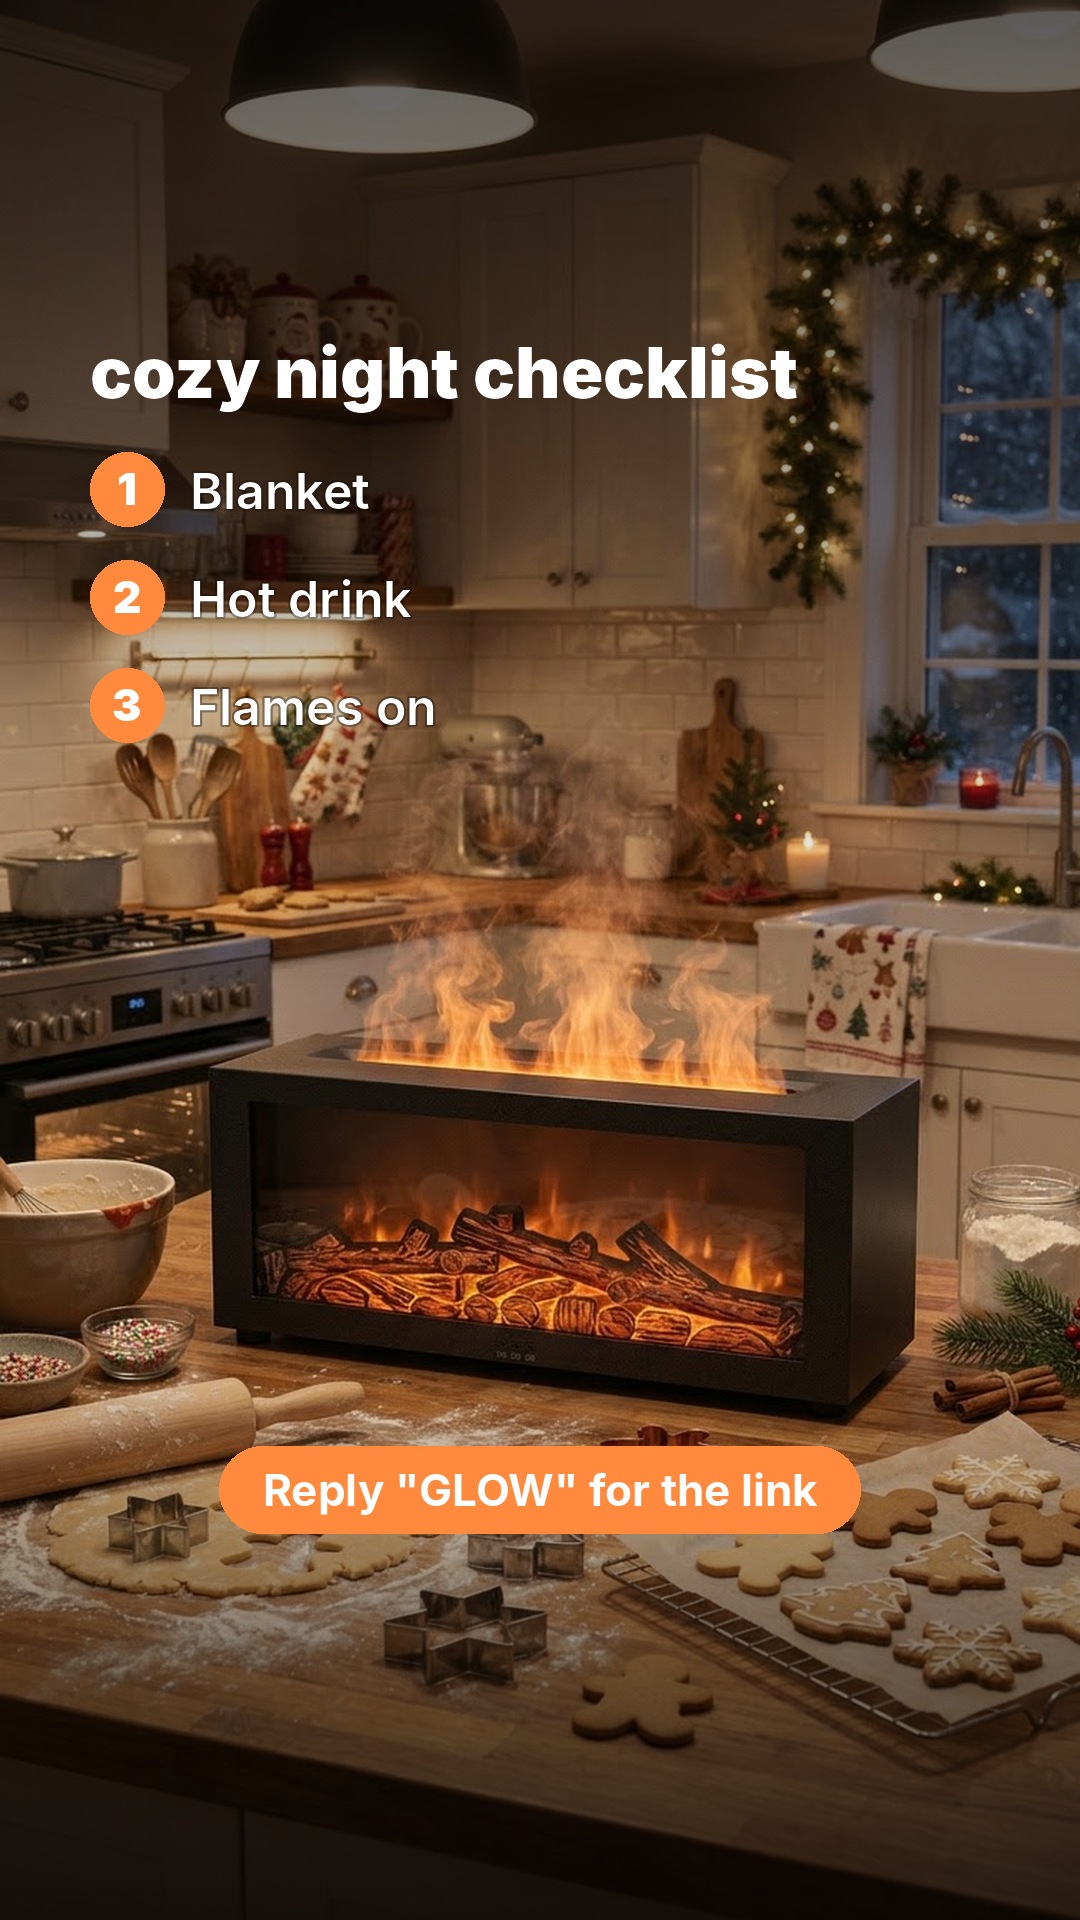 cozy night checklist
1 Blanket
2 Hot drink
3 Flames on
Reply "GLOW" for the link